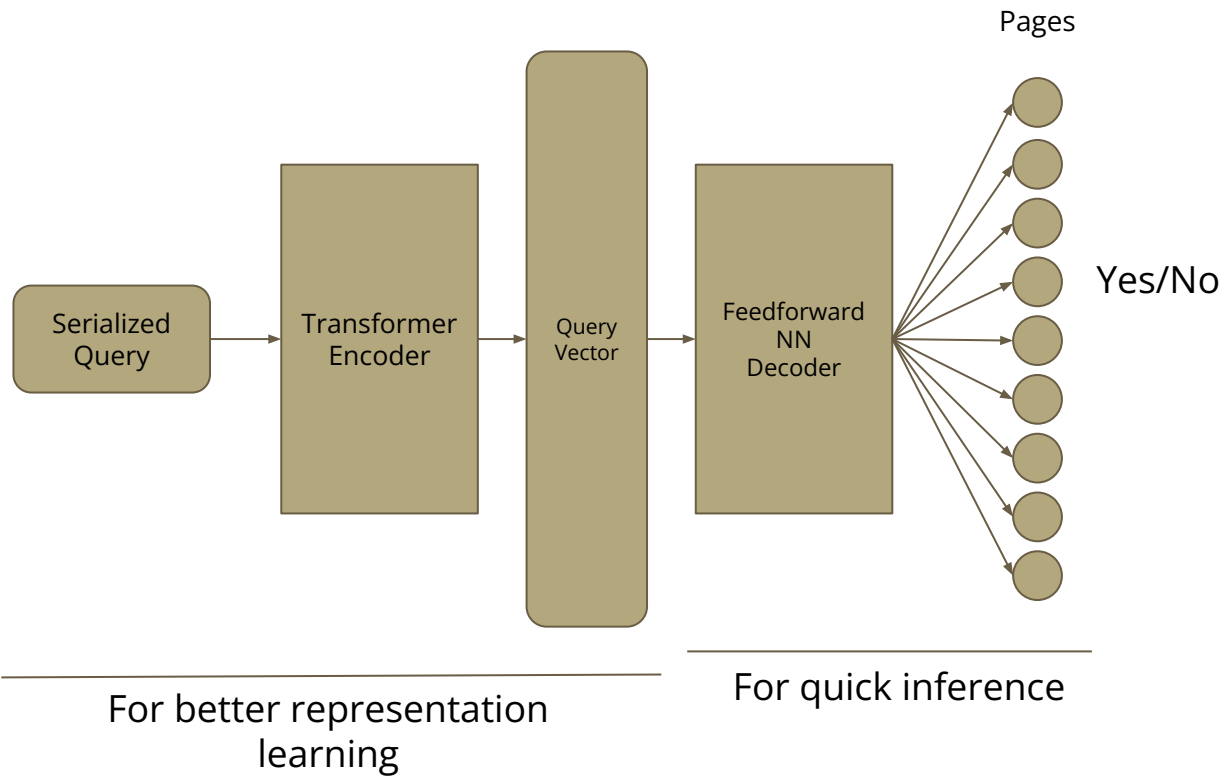 Pages
Serialized
Query
Transformer
Encoder
Query
Vector
Feedforward
NN
Decoder
Yes/No
For better representation
learning
For quick inference